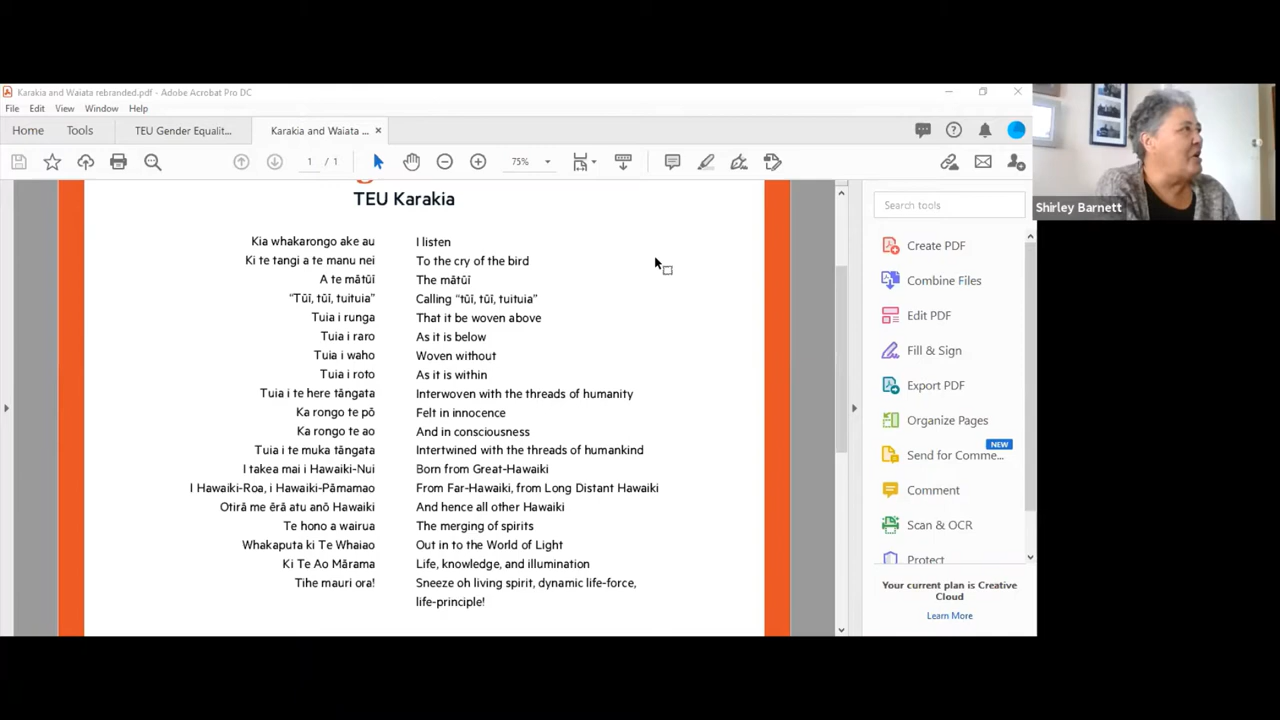 Karakia and Waiata rebranded.pdf - Adobe Acrobat Pro DC
File Edit View Window Help
Home Tools TEU Gender Equalit... Karakia and Waiata ... ×
1 / 1 75%
TEU Karakia
Kia whakarongo ake au I listen
Ki te tangi a te manu nei To the cry of the bird
A te mātūī The mātūī
“Tūī, tūī, tuituia” Calling “tūī, tūī, tuituia”
Tuia i runga That it be woven above
Tuia i raro As it is below
Tuia i waho Woven without
Tuia i roto As it is within
Tuia i te here tāngata Interwoven with the threads of humanity
Ka rongo te pō Felt in innocence
Ka rongo te ao And in consciousness
Tuia i te muka tāngata Intertwined with the threads of humankind
I takea mai i Hawaiki-Nui Born from Great-Hawaiki
I Hawaiki-Roa, i Hawaiki-Pāmamao From Far-Hawaiki, from Long Distant Hawaiki
Otirā me ērā atu anō Hawaiki And hence all other Hawaiki
Te hono a wairua The merging of spirits
Whakaputa ki Te Whaiao Out in to the World of Light
Ki Te Ao Mārama Life, knowledge, and illumination
Tihe mauri ora! Sneeze oh living spirit, dynamic life-force,
life-principle!
Search tools
Create PDF
Combine Files
Edit PDF
Fill & Sign
Export PDF
Organize Pages
NEW
Send for Comme...
Comment
Scan & OCR
Protect
Your current plan is Creative
Cloud
Learn More
Shirley Barnett